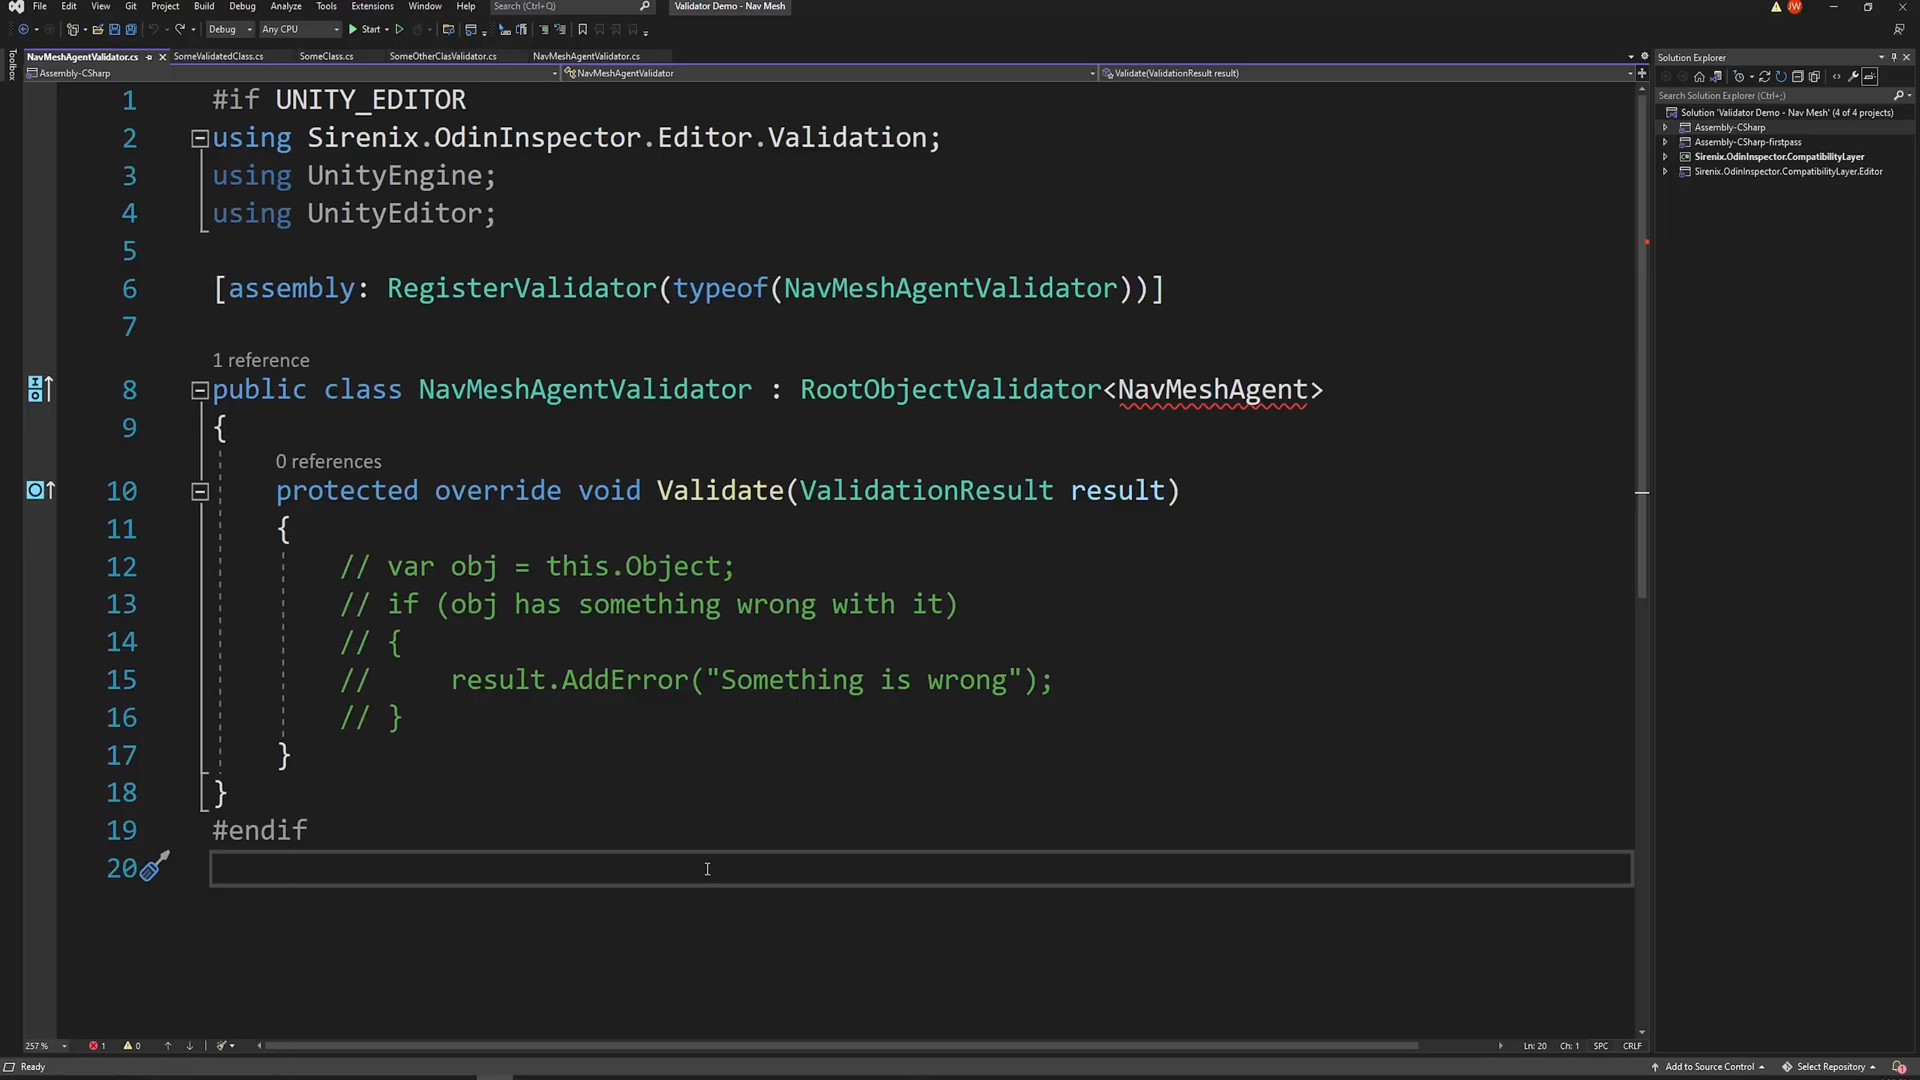 File Edit View Git Project Build Debug Analyze Tools Extensions Window Help Search (Ctrl+Q) Validator Demo - Nav Mesh JW
Debug Any CPU Start
Toolbox
NavMeshAgentValidator.cs SomeValidatedClass.cs SomeClass.cs SomeOtherClasValidator.cs NavMeshAgentValidator.cs
Assembly-CSharp NavMeshAgentValidator Validate(ValidationResult result)
1 #if UNITY_EDITOR
2 using Sirenix.OdinInspector.Editor.Validation;
3 using UnityEngine;
4 using UnityEditor;
5
6 [assembly: RegisterValidator(typeof(NavMeshAgentValidator))]
7
1 reference
8 public class NavMeshAgentValidator : RootObjectValidator<NavMeshAgent>
9 {
0 references
10 protected override void Validate(ValidationResult result)
11 {
12 // var obj = this.Object;
13 // if (obj has something wrong with it)
14 // {
15 // result.AddError("Something is wrong");
16 // }
17 }
18 }
19 #endif
20
Solution Explorer
Search Solution Explorer (Ctrl+;)
Solution 'Validator Demo - Nav Mesh' (4 of 4 projects)
Assembly-CSharp
Assembly-CSharp-firstpass
Sirenix.OdinInspector.CompatibilityLayer
Sirenix.OdinInspector.CompatibilityLayer.Editor
257 % 1 0 Ln: 20 Ch: 1 SPC CRLF
Ready Add to Source Control Select Repository 1